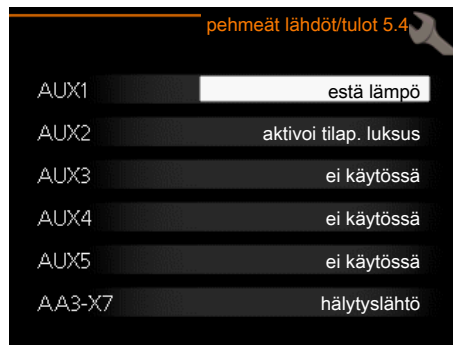 pehmeät lähdöt/tulot 5.4
AUX1 estä lämpö
AUX2 aktivoi tilap. luksus
AUX3 ei käytössä
AUX4 ei käytössä
AUX5 ei käytössä
AA3-X7 hälytyslähtö